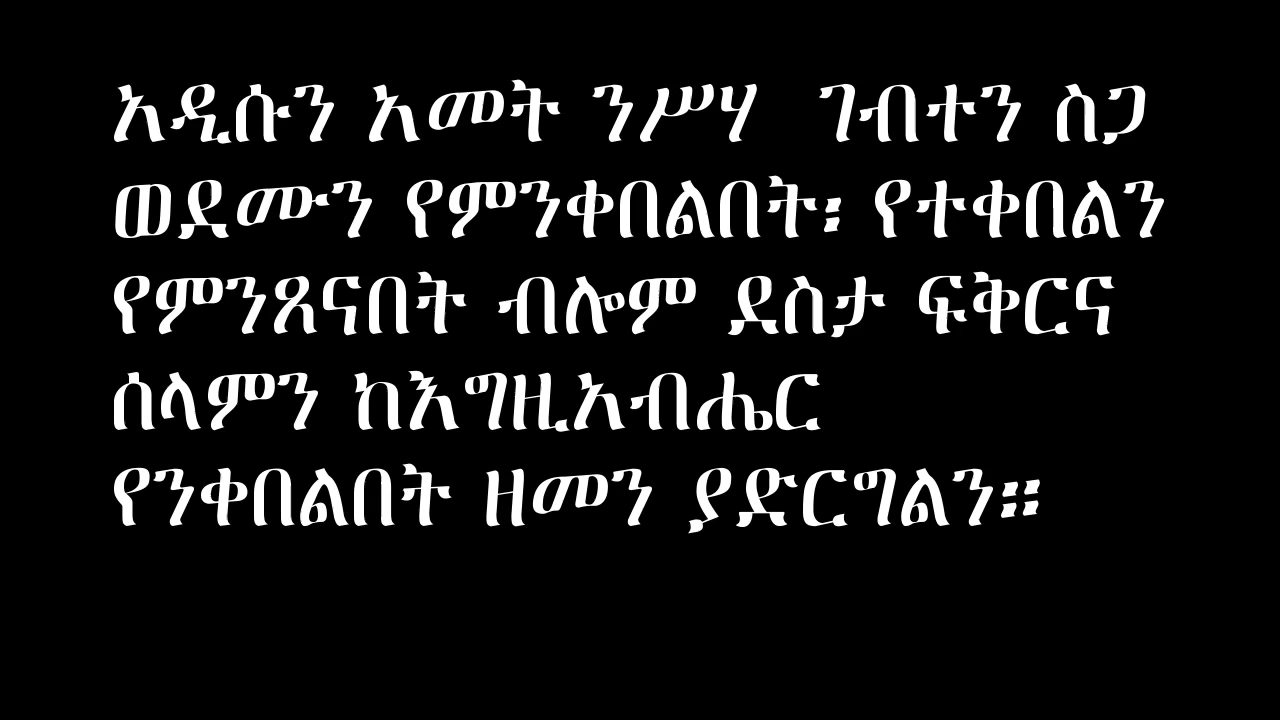 አዲሱን አመት ንሥሃ ገብተን ስጋ
ወደሙን የምንቀበልበት፤ የተቀበልን
የምንጸናበት ብሎም ደስታ ፍቅርና
ሰላምን ከእግዚአብሔር
የንቀበልበት ዘመን ያድርግልን።